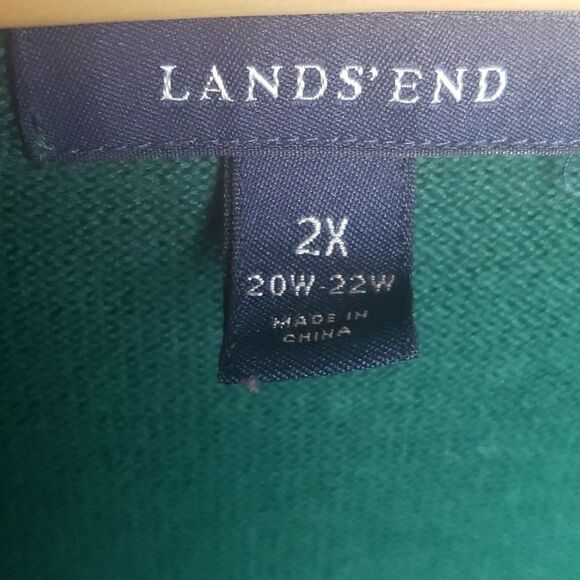 LANDS' END
2X
20W-22W
MADE IN
CHINA